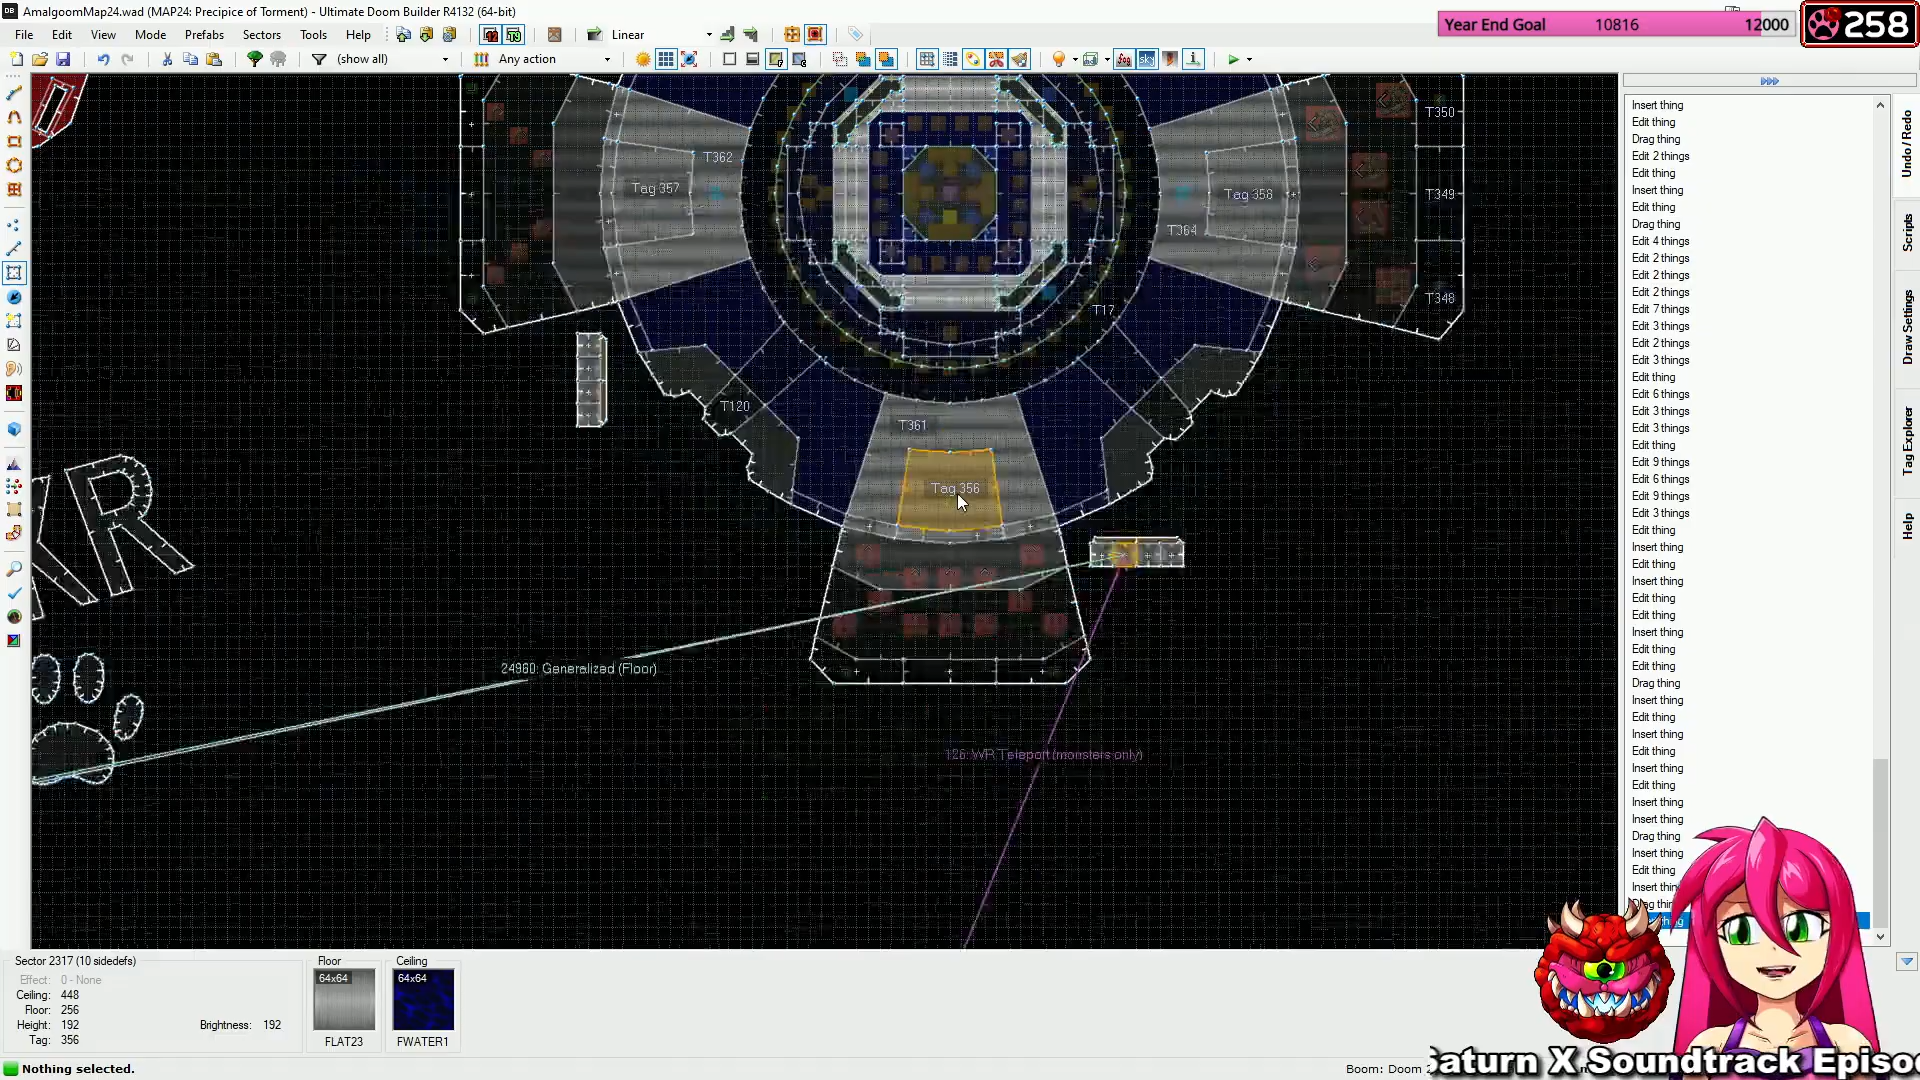 AmalgoomMap24.wad (MAP24: Precipice of Torment) - Ultimate Doom Builder R4132 (64-bit)
Year End Goal 10816 12000
258
File Edit View Mode Prefabs Sectors Tools Help Linear
(show all) Any action
T350
T349
T348
T362
Tag 357
Tag 358
T364
T17
T120
T361
Tag 356
24960: Generalized (Floor)
126: WR Teleport (monsters only)
KR
Insert thing
Edit thing
Drag thing
Edit 2 things
Edit thing
Insert thing
Edit thing
Drag thing
Edit 4 things
Edit 2 things
Edit 2 things
Edit 2 things
Edit 7 things
Edit 3 things
Edit 2 things
Edit 3 things
Edit thing
Edit 6 things
Edit 3 things
Edit 3 things
Edit thing
Edit 9 things
Edit 6 things
Edit 9 things
Edit 3 things
Edit thing
Insert thing
Edit thing
Insert thing
Edit thing
Edit thing
Insert thing
Edit thing
Edit thing
Drag thing
Insert thing
Edit thing
Insert thing
Edit thing
Insert thing
Edit thing
Insert thing
Insert thing
Drag thing
Insert thing
Edit thing
Insert thing
Undo / Redo
Scripts
Draw Settings
Tag Explorer
Help
Sector 2317 (10 sidedefs)
Effect: 0 - None
Ceiling: 448
Floor: 256
Height: 192 Brightness: 192
Tag: 356
Floor
64x64
FLAT23
Ceiling
64x64
FWATER1
Nothing selected.
Boom: Doom
Saturn X Soundtrack Episo